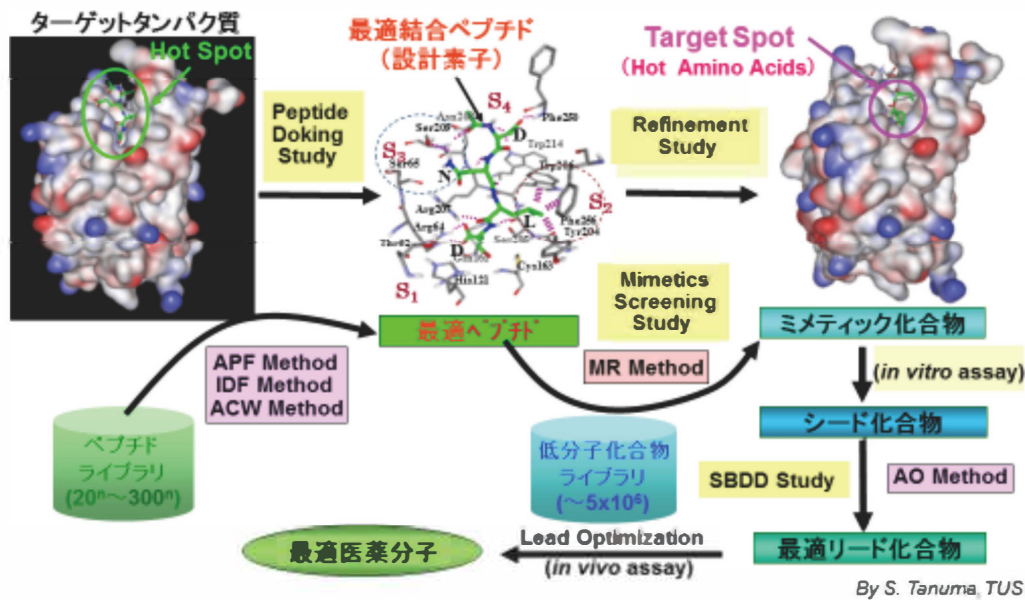 ターゲットタンパク質
Hot Spot
最適結合ペプチド
（設計素子）
Target Spot
(Hot Amino Acids)
Peptide
Doking
Study
Refinement
Study
S4
Phe250
Ser205
D
Trp214
S3
Ser65
N
S2
Arg207
Arg64
L
Phe256
Tyr204
D
Cys163
His121
S1
Mimetics
Screening
Study
最適ペプチド
ミメティック化合物
APF Method
IDF Method
ACW Method
MR Method
(in vitro assay)
ペプチド
ライブラリ
(20ⁿ～300ⁿ)
低分子化合物
ライブラリ
(～5x10⁶)
シード化合物
SBDD Study
AO Method
最適医薬分子
Lead Optimization
(in vivo assay)
最適リード化合物
By S. Tanuma, TUS